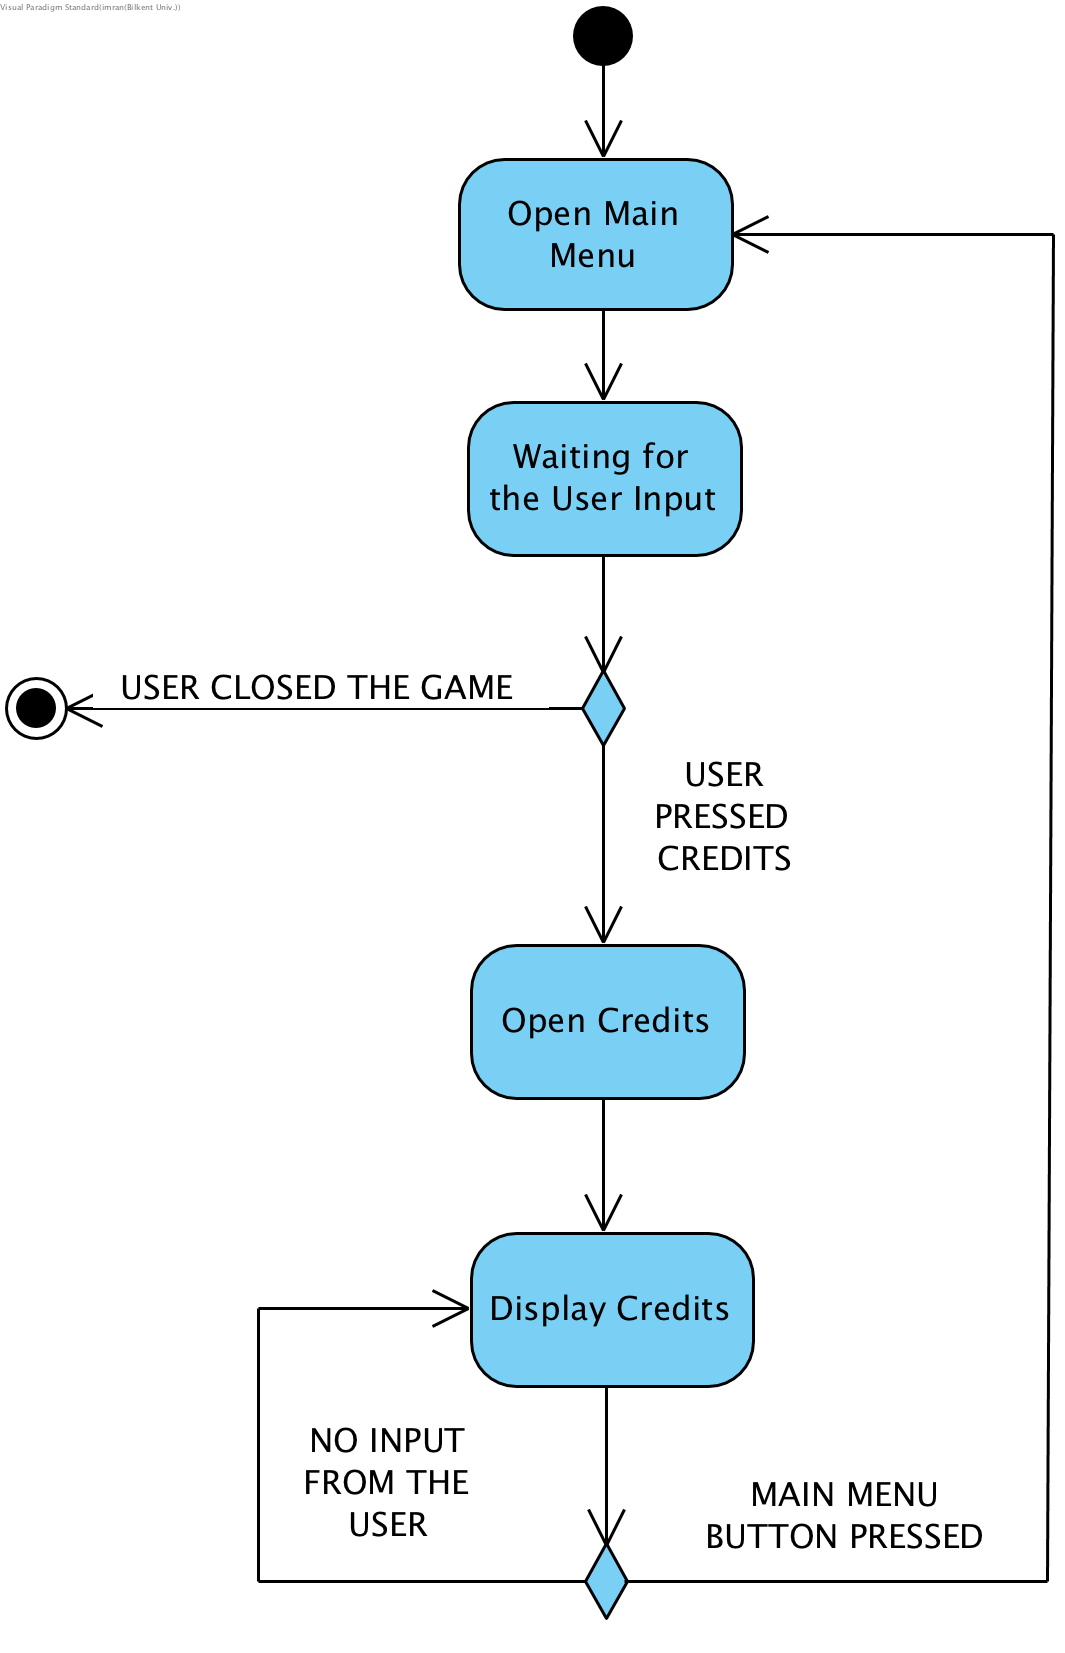 Visual Paradigm Standard(imran(Bilkent Univ.))
Open Main
Menu
Waiting for
the User Input
USER CLOSED THE GAME
USER
PRESSED
CREDITS
Open Credits
Display Credits
NO INPUT
FROM THE
USER
MAIN MENU
BUTTON PRESSED